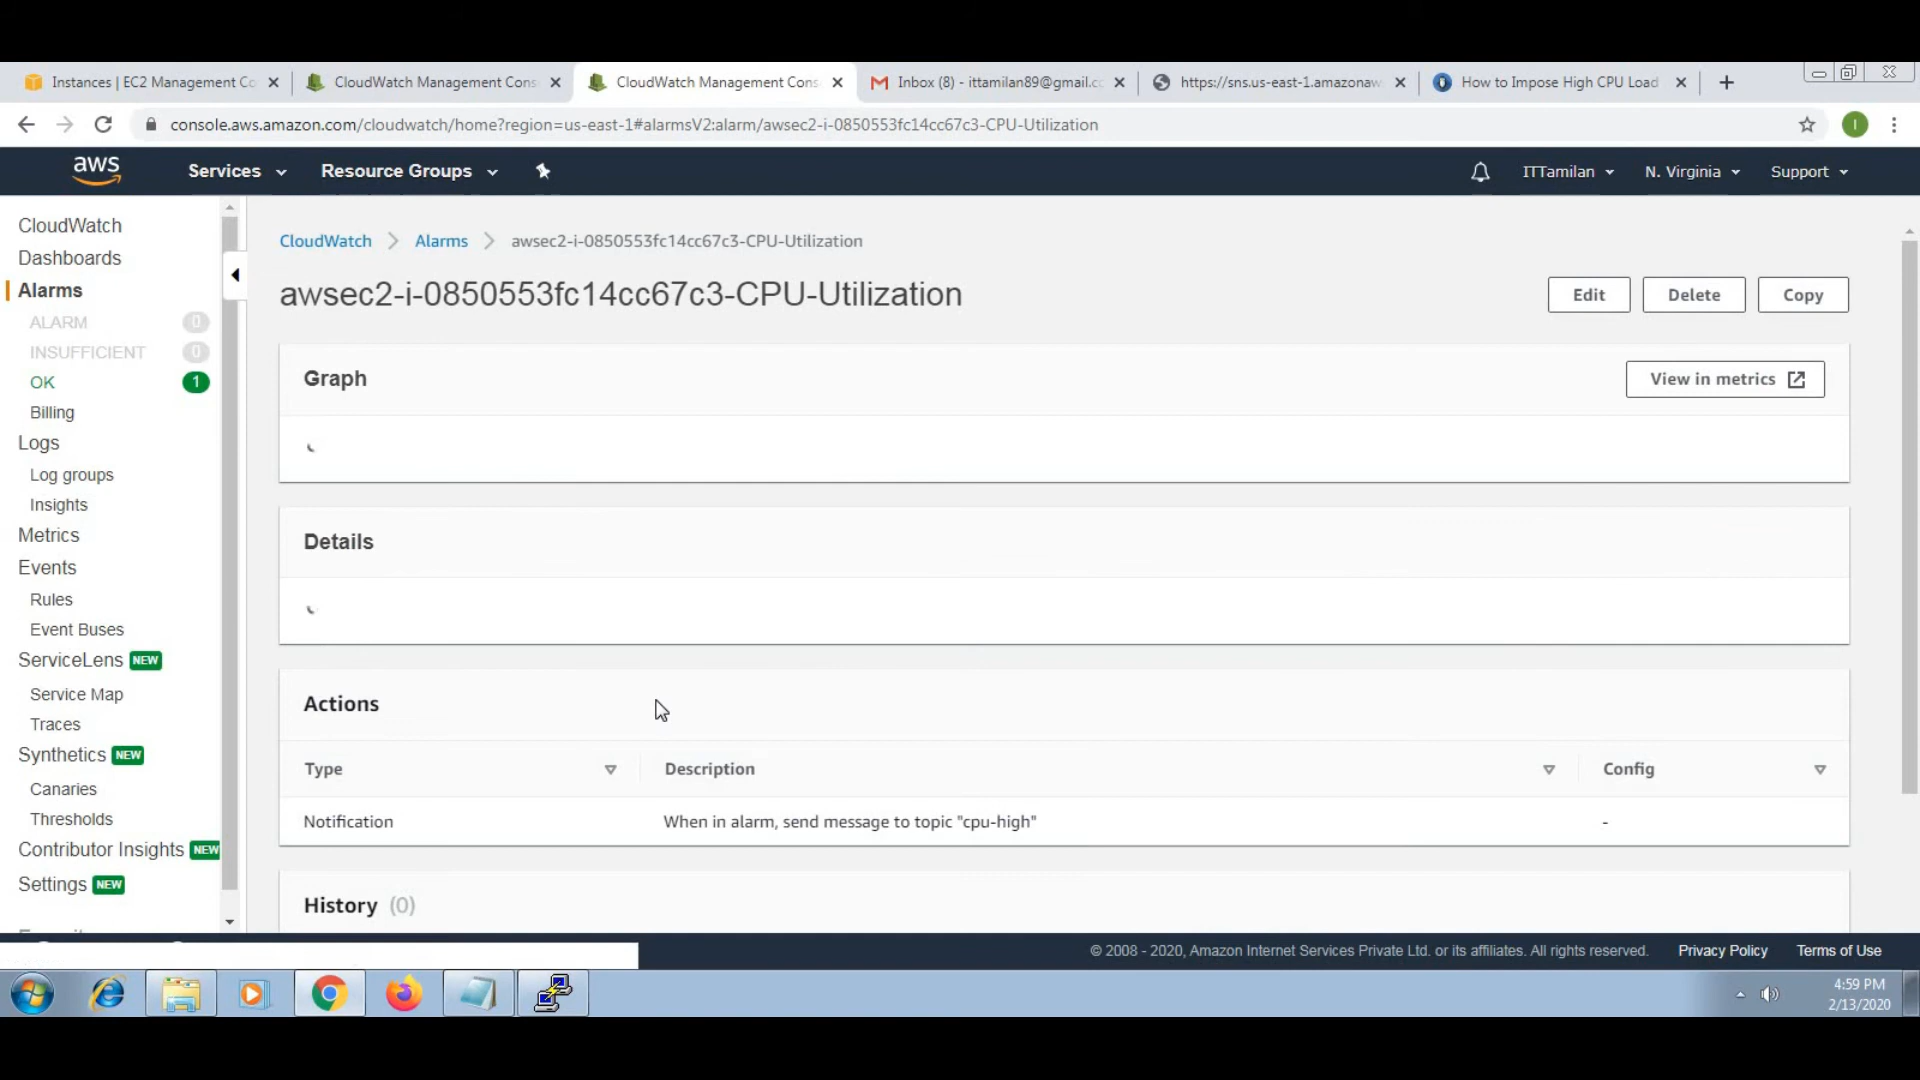 Instances | EC2 Management Co
CloudWatch Management Cons
CloudWatch Management Cons
Inbox (8) - ittamilan89@gmail.cc
https://sns.us-east-1.amazonaw
How to Impose High CPU Load
console.aws.amazon.com/cloudwatch/home?region=us-east-1#alarmsV2:alarm/awsec2-i-0850553fc14cc67c3-CPU-Utilization
I
aws
Services
Resource Groups
ITTamilan
N. Virginia
Support
CloudWatch
Dashboards
Alarms
ALARM 0
INSUFFICIENT 0
OK 1
Billing
Logs
Log groups
Insights
Metrics
Events
Rules
Event Buses
ServiceLens NEW
Service Map
Traces
Synthetics NEW
Canaries
Thresholds
Contributor Insights NEW
Settings NEW
CloudWatch
Alarms
awsec2-i-0850553fc14cc67c3-CPU-Utilization
awsec2-i-0850553fc14cc67c3-CPU-Utilization
Edit
Delete
Copy
Graph
View in metrics
Details
Actions
Type
Description
Config
Notification
When in alarm, send message to topic "cpu-high"
-
History (0)
© 2008 - 2020, Amazon Internet Services Private Ltd. or its affiliates. All rights reserved.
Privacy Policy
Terms of Use
4:59 PM
2/13/2020